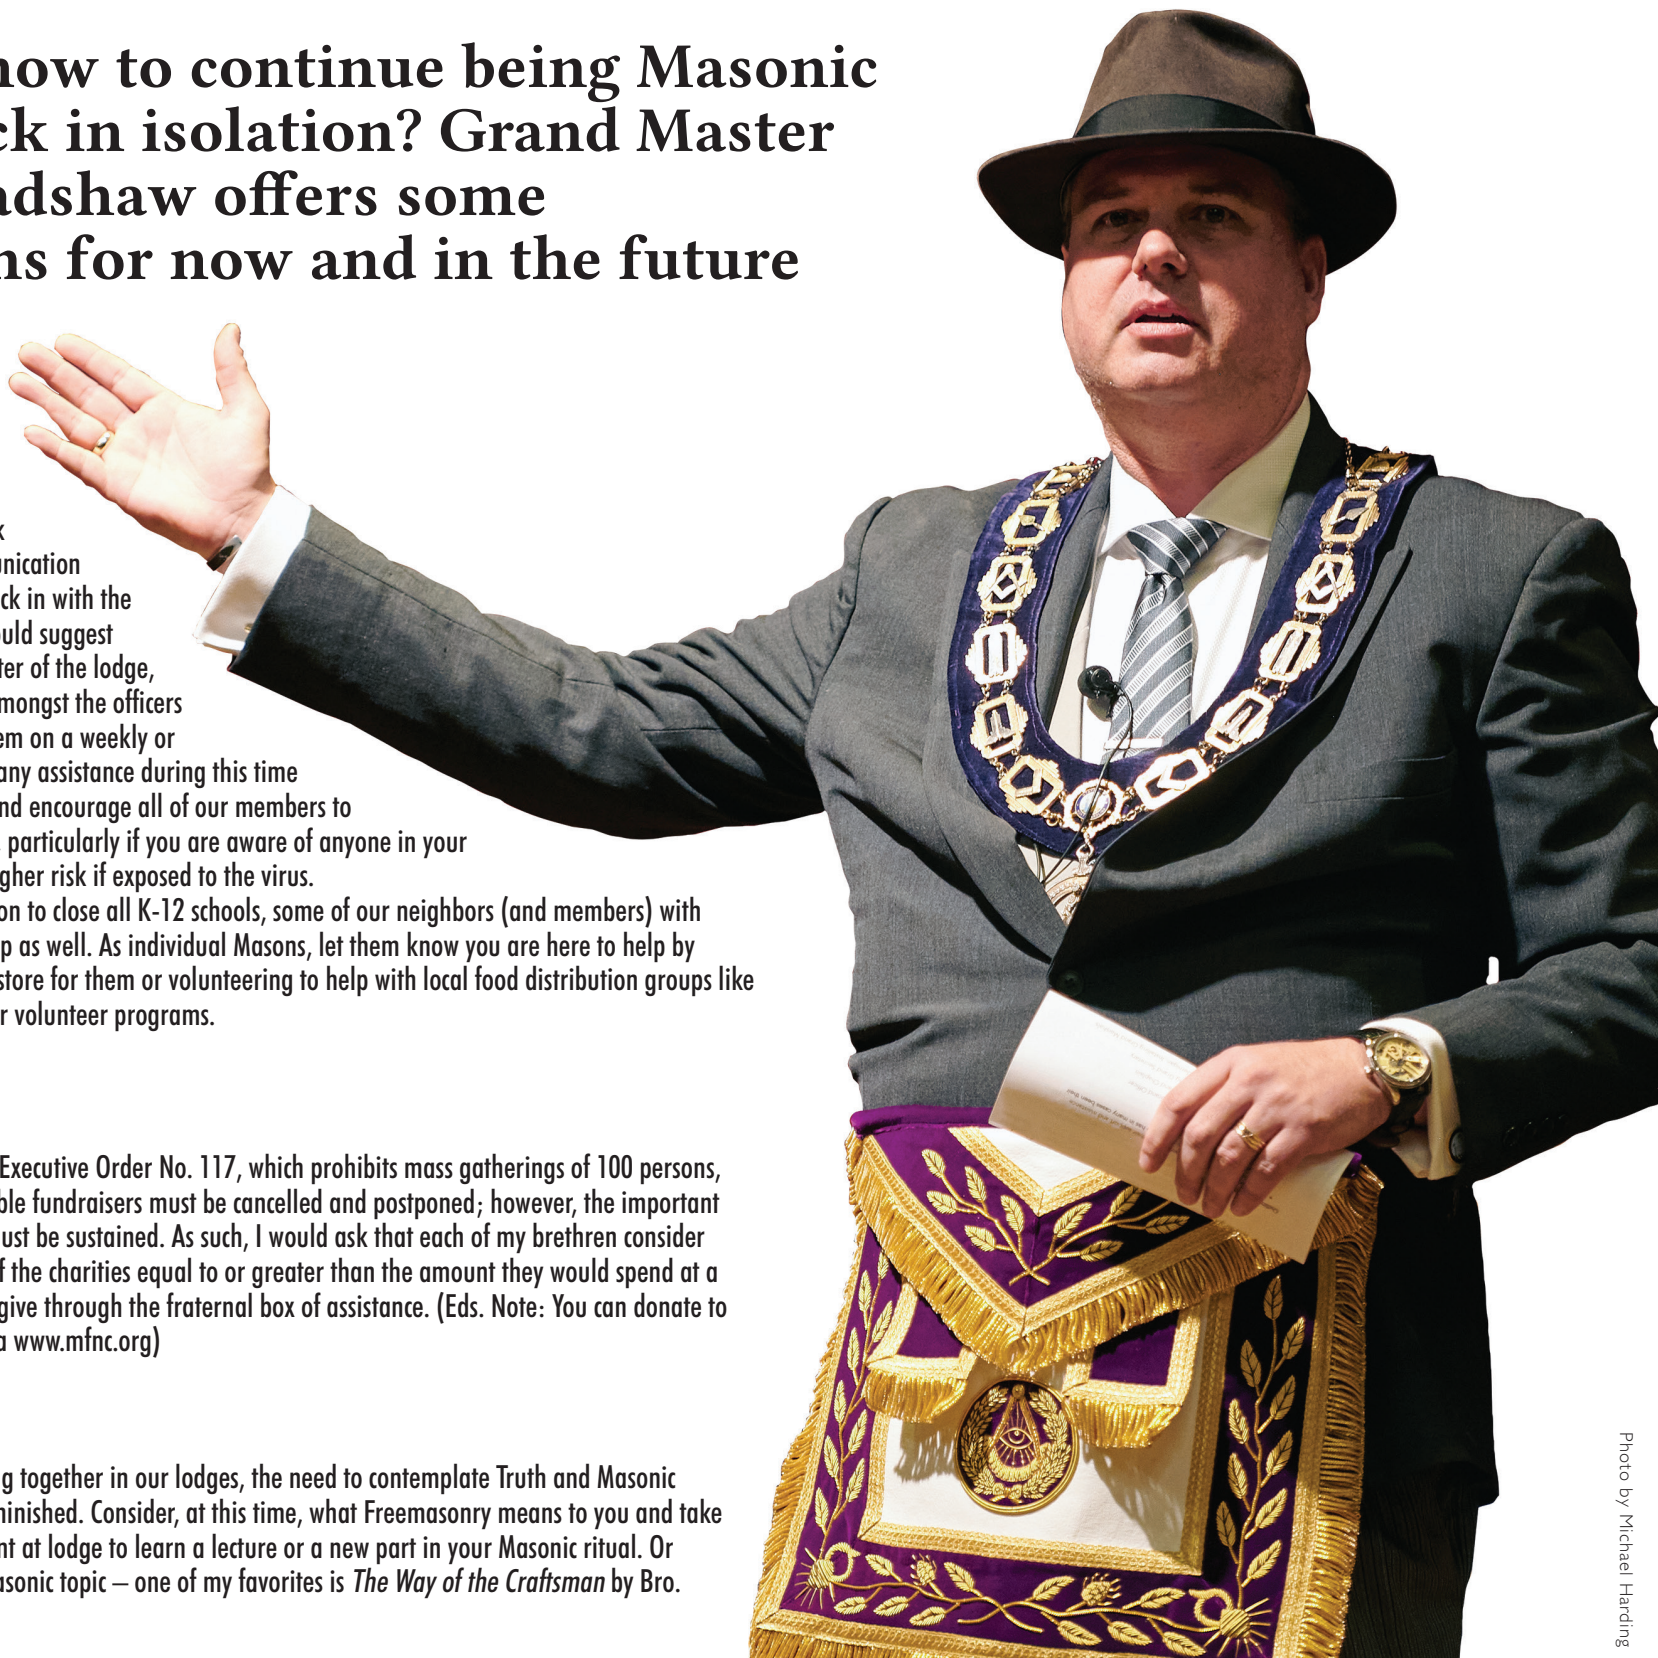 now to continue being Masonic
ck in isolation? Grand Master
adshaw offers some
ns for now and in the future
k
unication
ck in with the
ould suggest
ter of the lodge,
mongst the officers
em on a weekly or
any assistance during this time
nd encourage all of our members to
, particularly if you are aware of anyone in your
gher risk if exposed to the virus.
on to close all K-12 schools, some of our neighbors (and members) with
p as well. As individual Masons, let them know you are here to help by
store for them or volunteering to help with local food distribution groups like
r volunteer programs.
Executive Order No. 117, which prohibits mass gatherings of 100 persons,
ble fundraisers must be cancelled and postponed; however, the important
ust be sustained. As such, I would ask that each of my brethren consider
f the charities equal to or greater than the amount they would spend at a
give through the fraternal box of assistance. (Eds. Note: You can donate to
a www.mfnc.org)
g together in our lodges, the need to contemplate Truth and Masonic
minished. Consider, at this time, what Freemasonry means to you and take
nt at lodge to learn a lecture or a new part in your Masonic ritual. Or
asonic topic – one of my favorites is The Way of the Craftsman by Bro.
Photo by Michael Harding